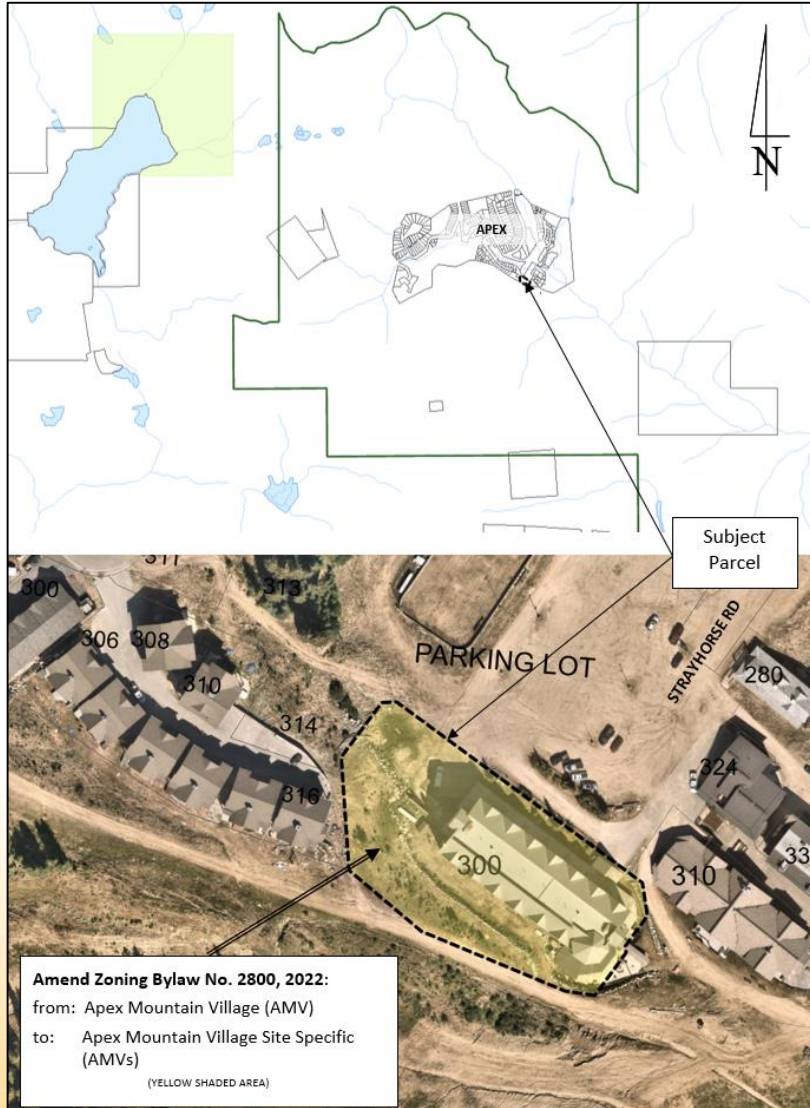 N
APEX
Subject
Parcel
311
300
313
306
308
310
314
316
PARKING LOT
STRAYHORSE RD
280
324
300
310
33
Amend Zoning Bylaw No. 2800, 2022:
from: Apex Mountain Village (AMV)
to: Apex Mountain Village Site Specific
(AMVs)
(YELLOW SHADED AREA)